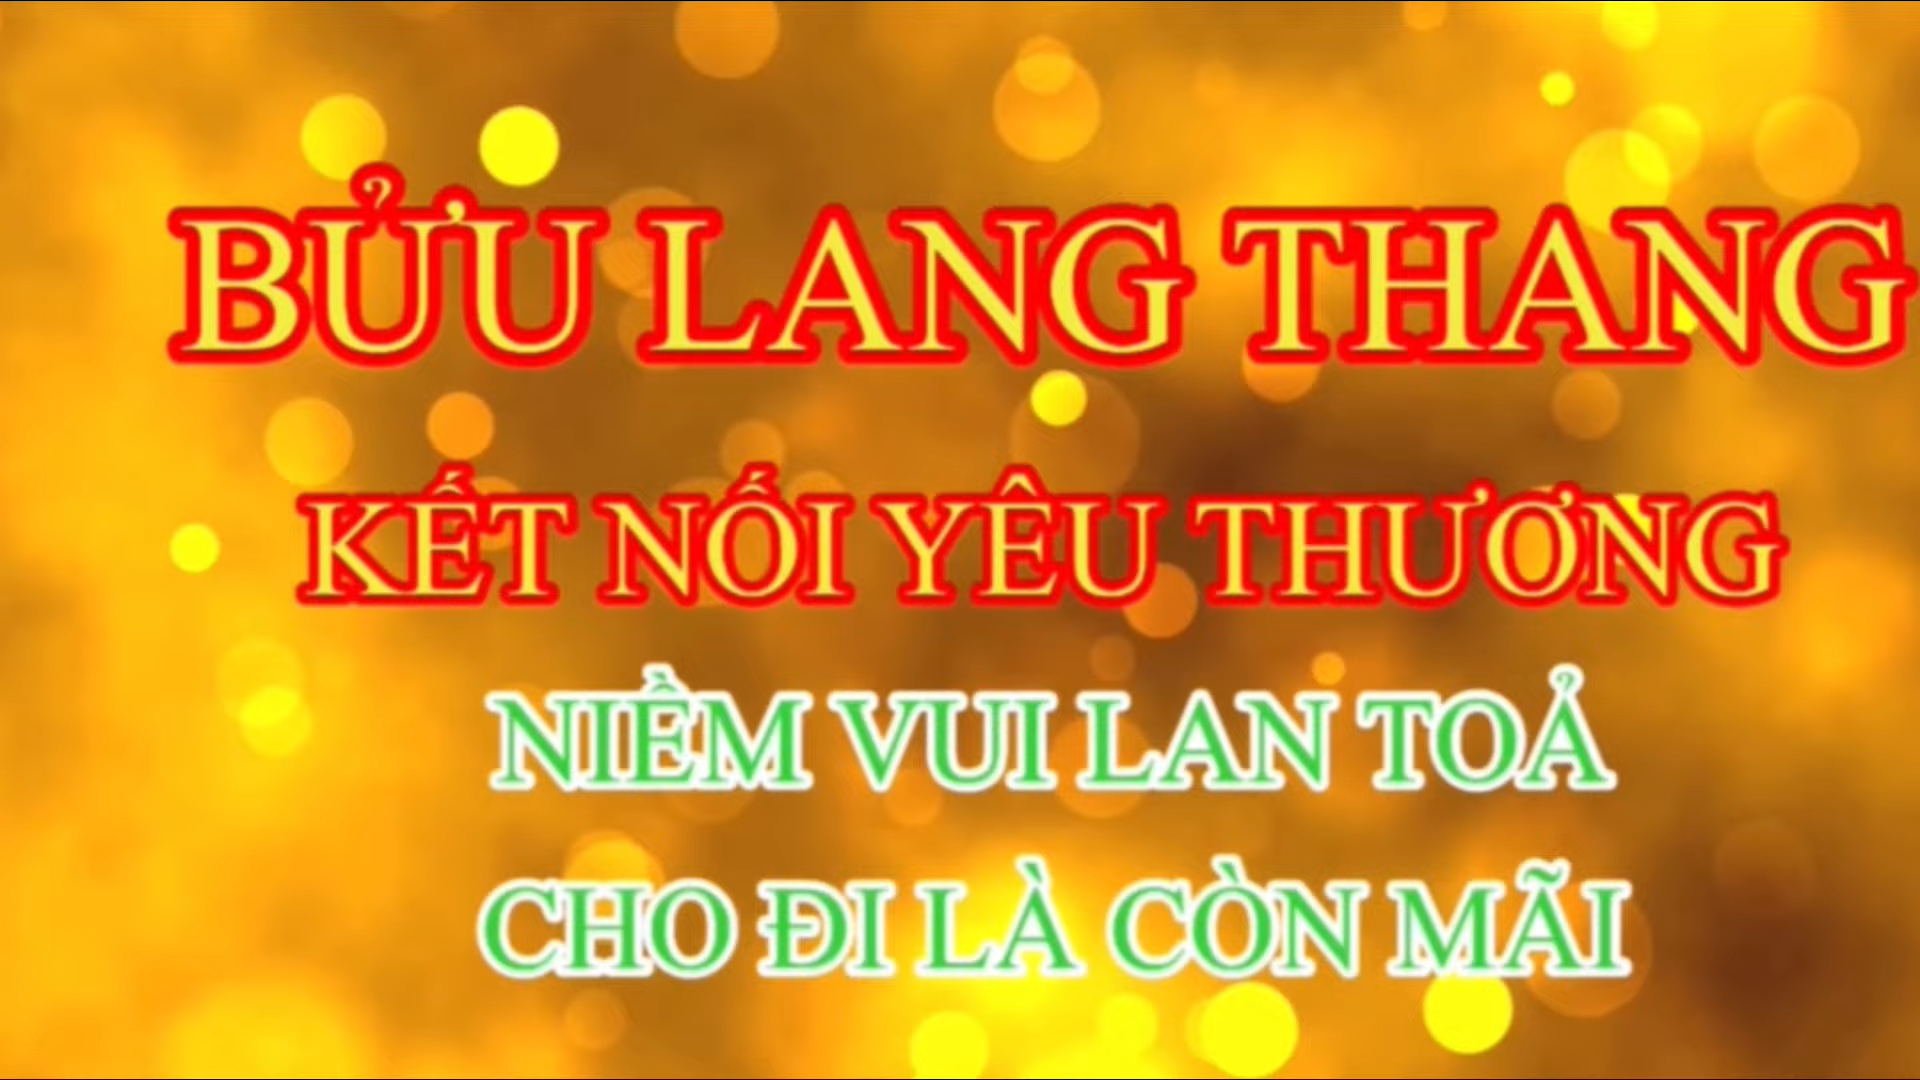 BỬU LANG THANG
KẾT NỐI YÊU THƯƠNG
NIỀM VUI LAN TOẢ
CHO ĐI LÀ CÒN MÃI